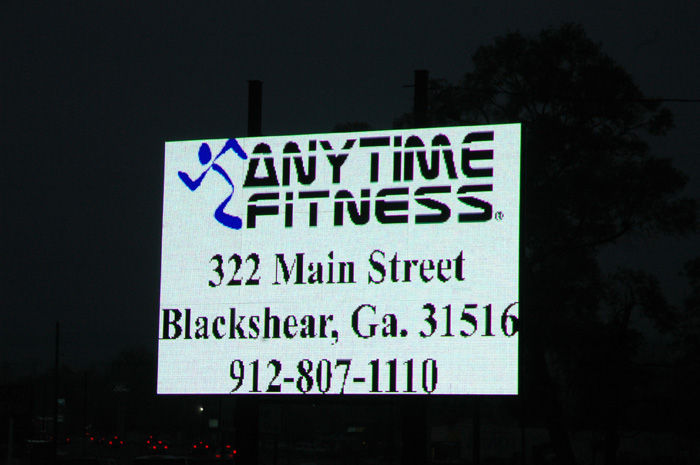 ANYTIME
FITNESS®
322 Main Street
Blackshear, Ga. 31516
912-807-1110